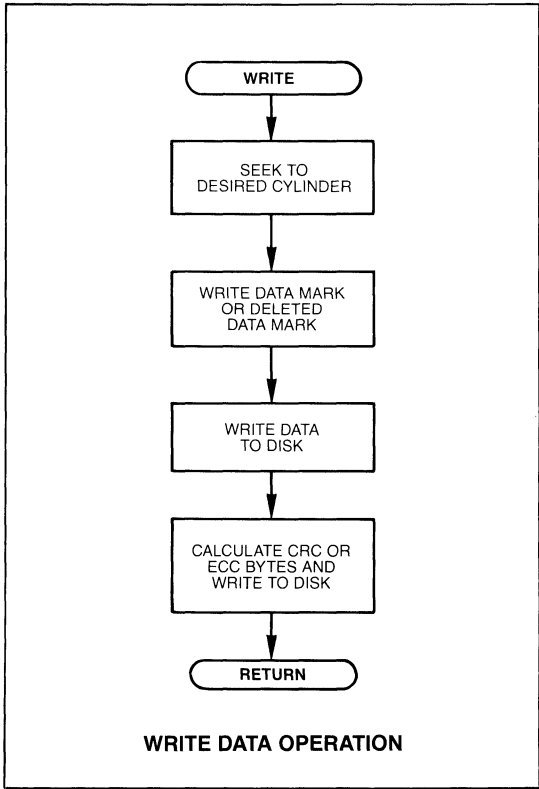 WRITE
SEEK TO
DESIRED CYLINDER
WRITE DATA MARK
OR DELETED
DATA MARK
WRITE DATA
TO DISK
CALCULATE CRC OR
ECC BYTES AND
WRITE TO DISK
RETURN
WRITE DATA OPERATION